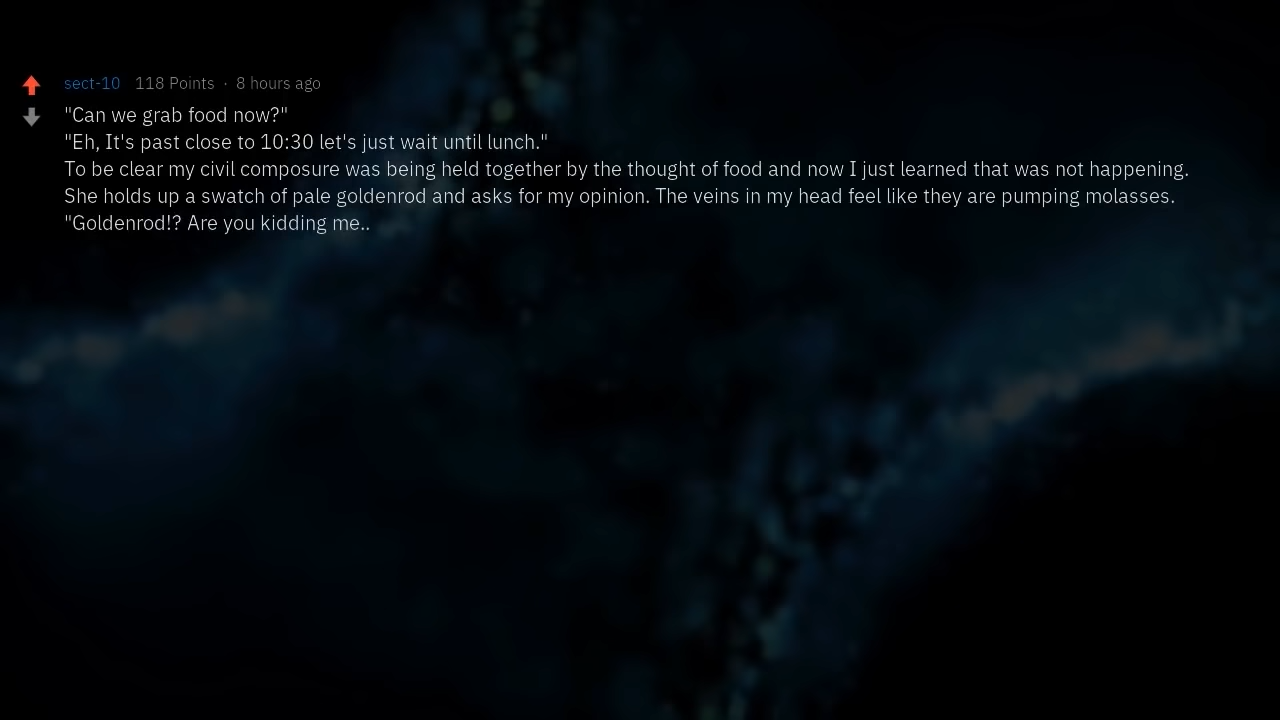 sect-10 118 Points · 8 hours ago
"Can we grab food now?"
"Eh, It's past close to 10:30 let's just wait until lunch."
To be clear my civil composure was being held together by the thought of food and now I just learned that was not happening.
She holds up a swatch of pale goldenrod and asks for my opinion. The veins in my head feel like they are pumping molasses.
"Goldenrod!? Are you kidding me..